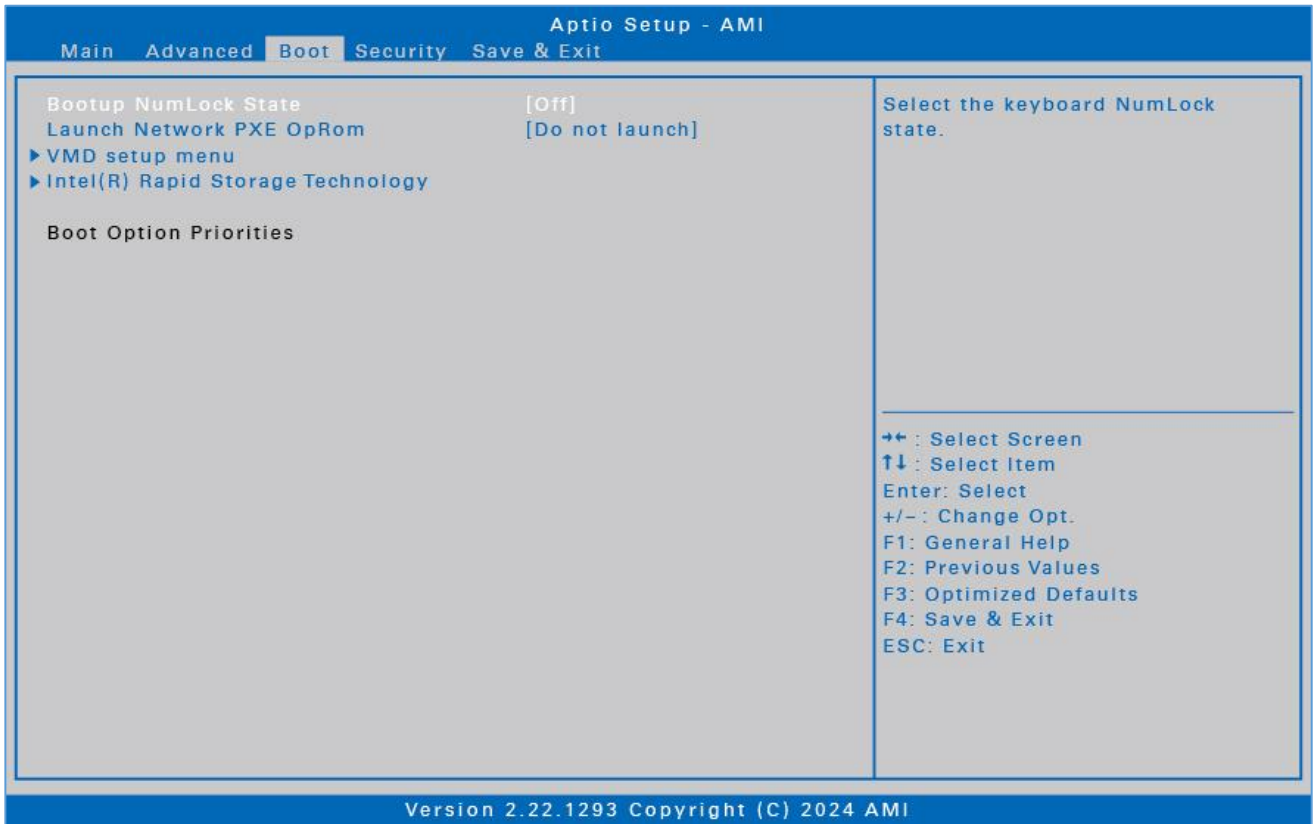 Aptio Setup - AMI
Main Advanced Boot Security Save & Exit
Bootup NumLock State [Off]
Launch Network PXE OpRom [Do not launch]
▶ VMD setup menu
▶ Intel(R) Rapid Storage Technology
Boot Option Priorities
Select the keyboard NumLock
state.
→← : Select Screen
↑↓ : Select Item
Enter: Select
+/– : Change Opt.
F1: General Help
F2: Previous Values
F3: Optimized Defaults
F4: Save & Exit
ESC: Exit
Version 2.22.1293 Copyright (C) 2024 AMI